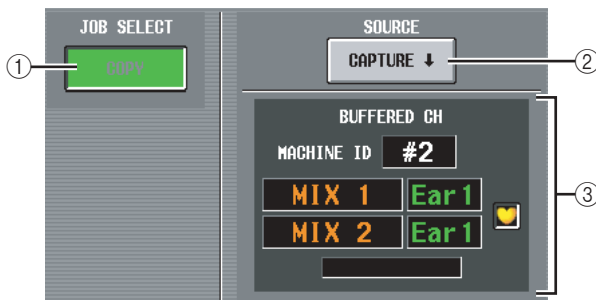 JOB SELECT
COPY
SOURCE
CAPTURE ↓
BUFFERED CH
MACHINE ID #2
MIX 1 Ear1
MIX 2 Ear1
1
2
3